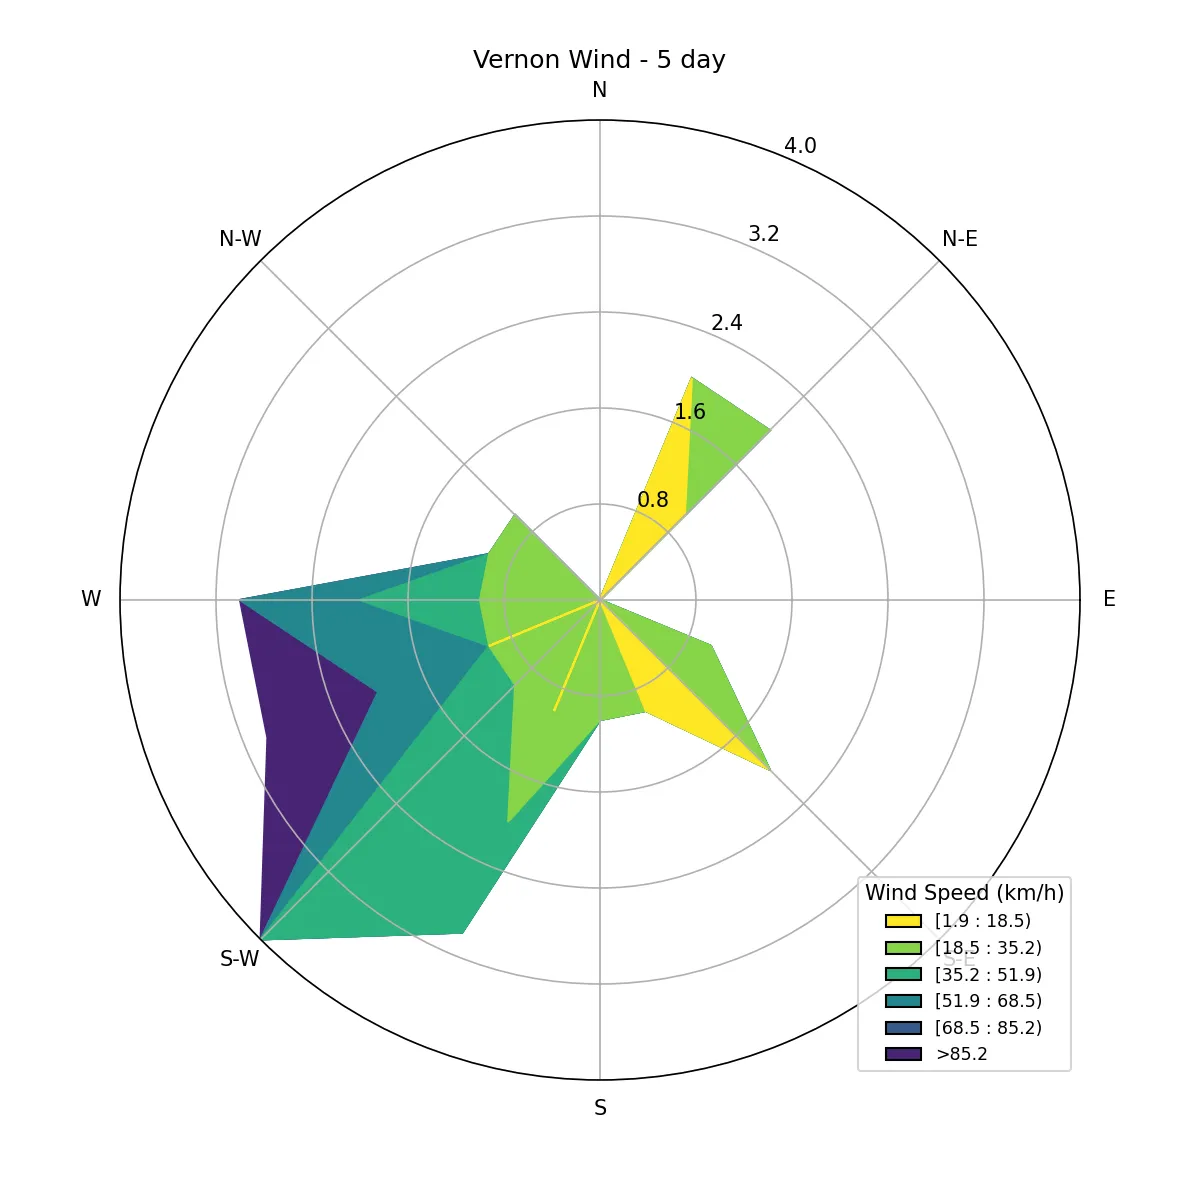 Vernon Wind - 5 day
N
4.0
N-W
N-E
3.2
2.4
1.6
0.8
W
E
S-W
S-E
S
Wind Speed (km/h)
[1.9 : 18.5)
[18.5 : 35.2)
[35.2 : 51.9)
[51.9 : 68.5)
[68.5 : 85.2)
>85.2